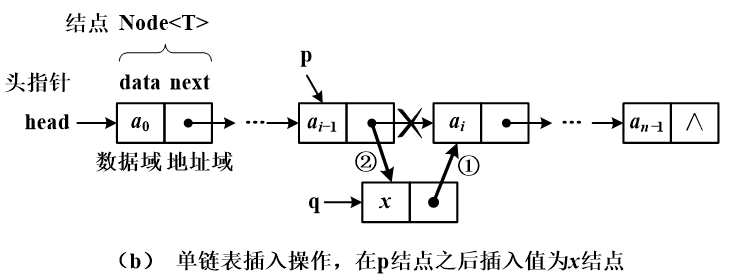 结点 Node<T>
p
头指针 data next
head a0 ... ai−1 ai ... an−1 ∧
数据域 地址域 ② ①
q x
(b) 单链表插入操作，在p结点之后插入值为x结点